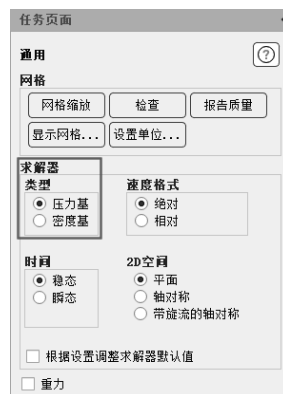 任务页面
通用
?
网格
网格缩放 检查 报告质量
显示网格... 设置单位...
求解器
类型 速度格式
压力基 绝对
密度基 相对
时间 2D空间
稳态 平面
瞬态 轴对称
带旋流的轴对称
根据设置调整求解器默认值
重力